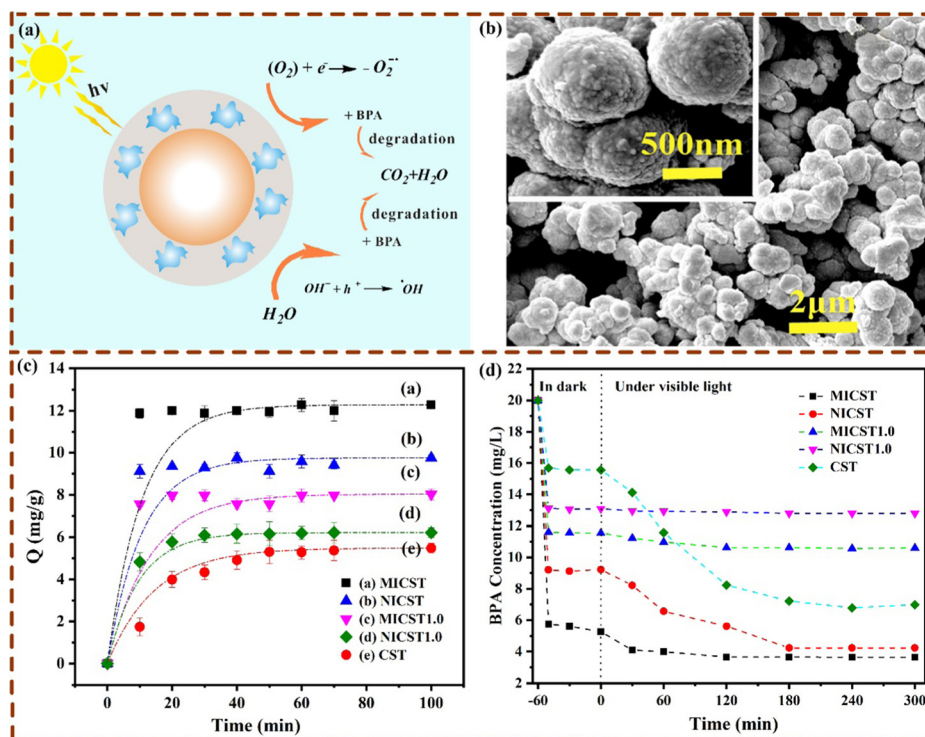 (a)
hν
(O₂) + e⁻ → – O₂⁻•
+ BPA
degradation
CO₂+H₂O
degradation
+ BPA
OH⁻ + h⁺ → •OH
H₂O
(b)
500nm
2μm
(c)
14
12
10
8
6
4
2
0
Q (mg/g)
(a)
(b)
(c)
(d)
(e)
(a) MICST
(b) NICST
(c) MICST1.0
(d) NICST1.0
(e) CST
0 20 40 60 80 100
Time (min)
(d)
22
20
18
16
14
12
10
8
6
4
2
BPA Concentration (mg/L)
In dark
Under visible light
MICST
NICST
MICST1.0
NICST1.0
CST
-60 0 60 120 180 240 300
Time (min)